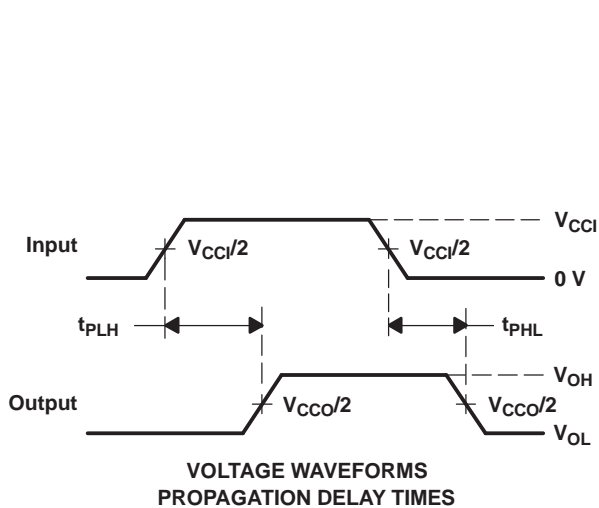 V_CCI
Input
V_CCI/2
V_CCI/2
0 V
t_PLH
t_PHL
V_OH
Output
V_CCO/2
V_CCO/2
V_OL
VOLTAGE WAVEFORMS
PROPAGATION DELAY TIMES